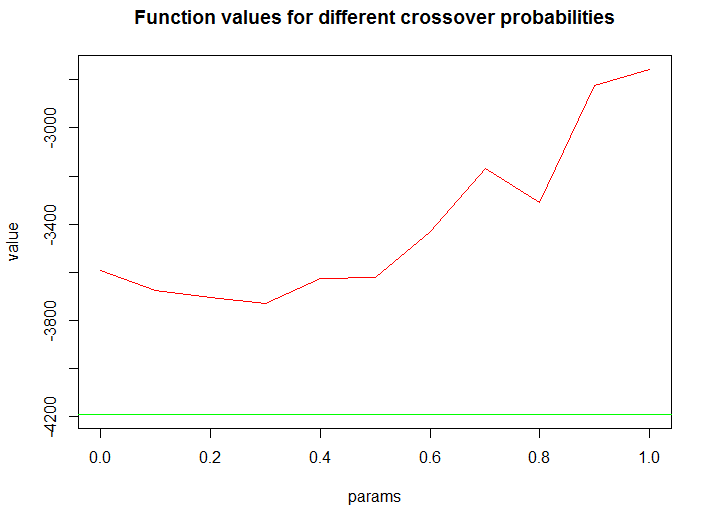 Function values for different crossover probabilities
value
-3000
-3400
-3800
-4200
0.0 0.2 0.4 0.6 0.8 1.0
params